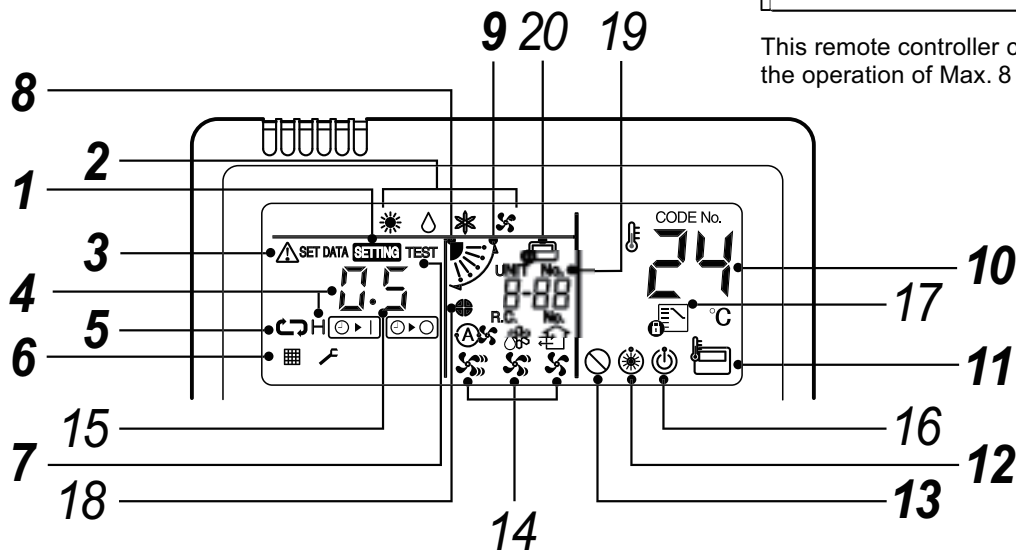 This remote controller c
the operation of Max. 8
9 20 19
8
2
1
3
4
5
6
15
7
18
14
10
17
11
16
12
13
CODE No.
24
°C
SET DATA SETTING TEST
0.5
H
UNIT No.
8-88
R.C. No.
A